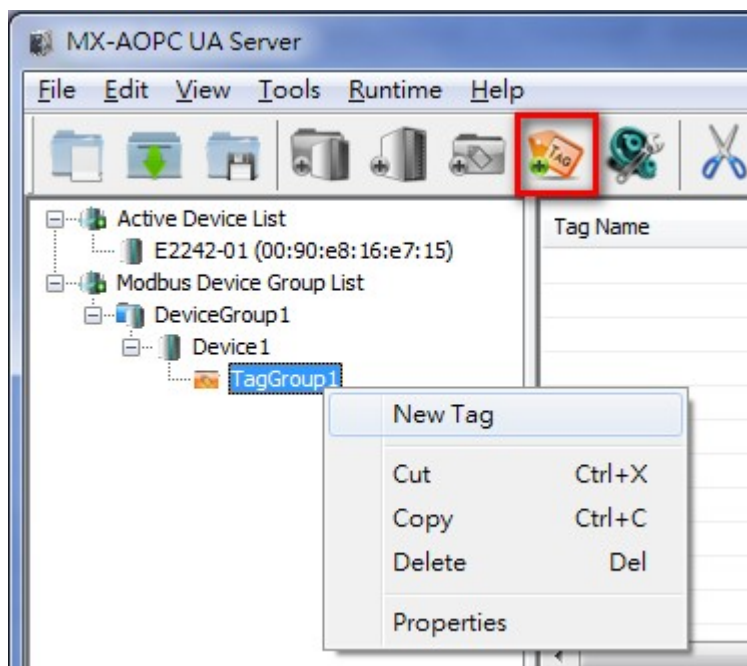 MX-AOPC UA Server
File Edit View Tools Runtime Help
TAG
Active Device List
Tag Name
E2242-01 (00:90:e8:16:e7:15)
Modbus Device Group List
DeviceGroup1
Device1
TagGroup1
New Tag
Cut Ctrl+X
Copy Ctrl+C
Delete Del
Properties